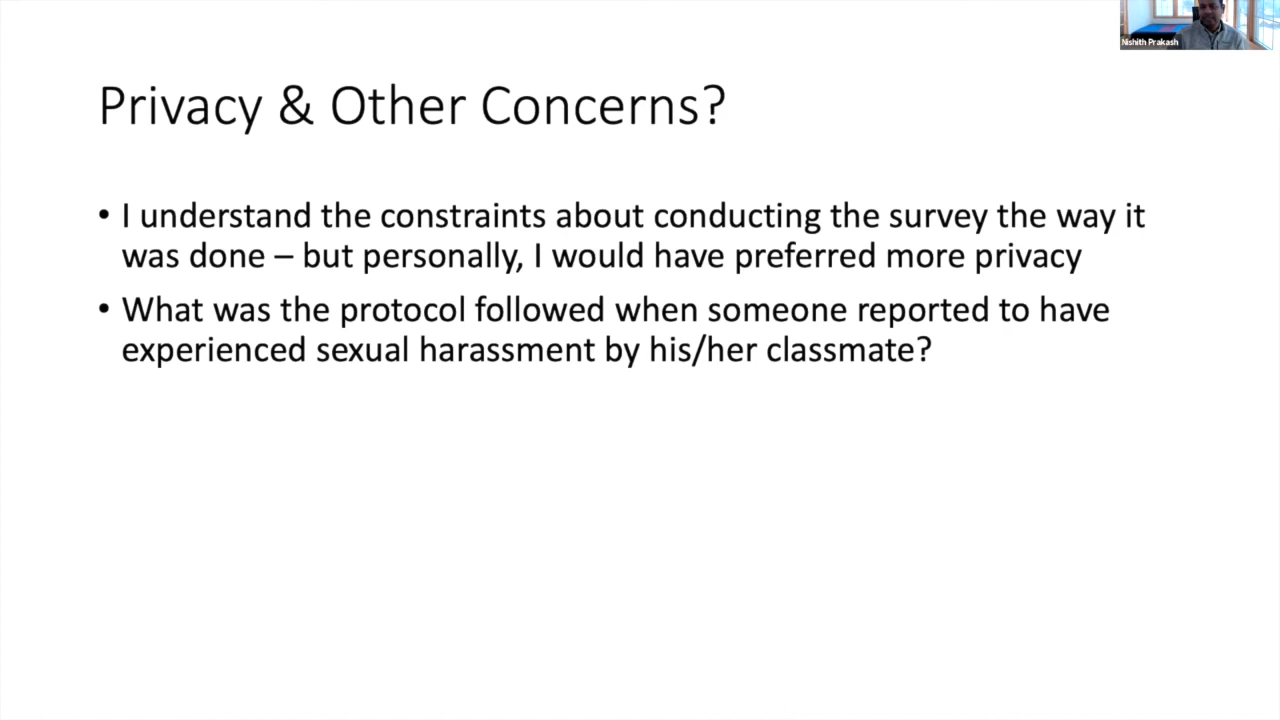 Nishith Prakash
Privacy & Other Concerns?
• I understand the constraints about conducting the survey the way it
was done – but personally, I would have preferred more privacy
• What was the protocol followed when someone reported to have
experienced sexual harassment by his/her classmate?